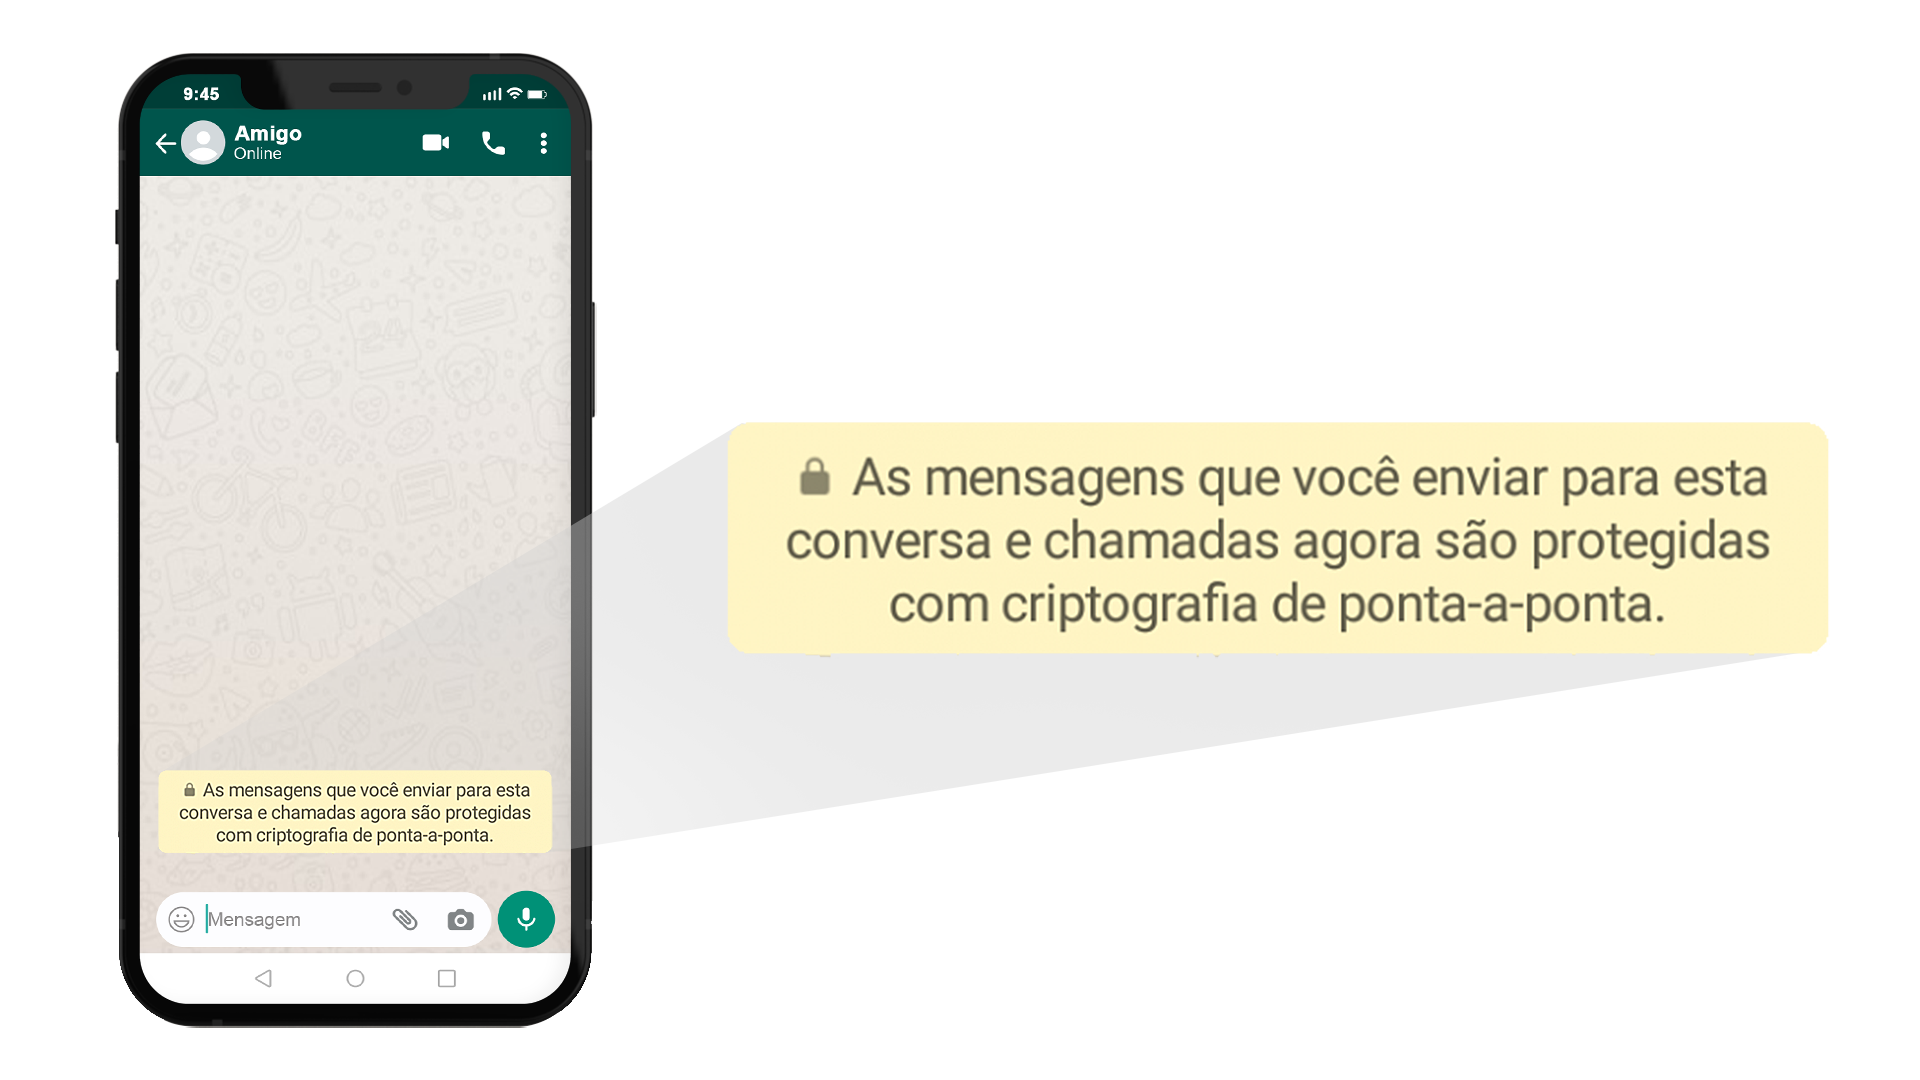 9:45
Amigo
Online
As mensagens que você enviar para esta
conversa e chamadas agora são protegidas
com criptografia de ponta-a-ponta.
Mensagem
As mensagens que você enviar para esta
conversa e chamadas agora são protegidas
com criptografia de ponta-a-ponta.